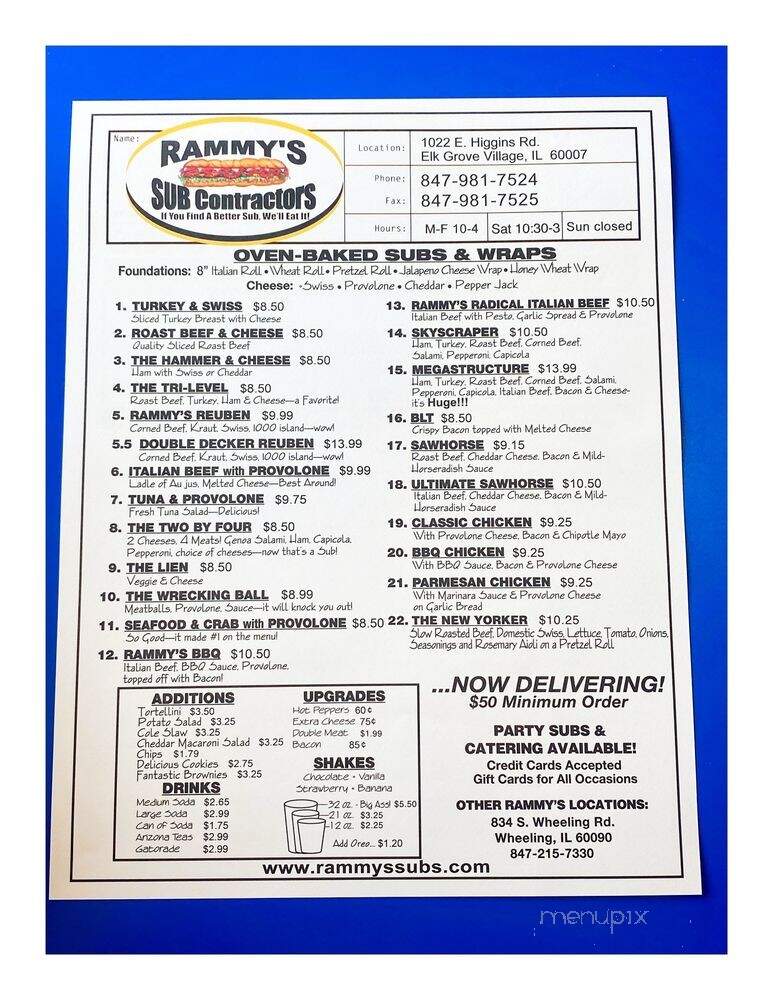 Name:
RAMMY'S
SUB Contractors
If You Find A Better Sub, We'll Eat It!
Location:
1022 E. Higgins Rd.
Elk Grove Village, IL 60007
Phone: 847-981-7524
Fax: 847-981-7525
Hours: M-F 10-4 Sat 10:30-3 Sun closed
OVEN-BAKED SUBS & WRAPS
Foundations: 8" Italian Roll • Wheat Roll • Pretzel Roll • Jalapeno Cheese Wrap • Honey Wheat Wrap
Cheese: •Swiss • Provolone • Cheddar • Pepper Jack
1. TURKEY & SWISS $8.50
Sliced Turkey Breast with Cheese
2. ROAST BEEF & CHEESE $8.50
Quality Sliced Roast Beef
3. THE HAMMER & CHEESE $8.50
Ham with Swiss or Cheddar
4. THE TRI-LEVEL $8.50
Roast Beef, Turkey, Ham & Cheese—a Favorite!
5. RAMMY'S REUBEN $9.99
Corned Beef, Kraut, Swiss, 1000 island—wow!
5.5 DOUBLE DECKER REUBEN $13.99
Corned Beef, Kraut, Swiss, 1000 island—wow!
6. ITALIAN BEEF with PROVOLONE $9.99
Ladle of Au jus, Melted Cheese—Best Around!
7. TUNA & PROVOLONE $9.75
Fresh Tuna Salad—Delicious!
8. THE TWO BY FOUR $8.50
2 Cheeses, 4 Meats! Genoa Salami, Ham, Capicola,
Pepperoni, choice of cheeses—now that's a Sub!
9. THE LIEN $8.50
Veggie & Cheese
10. THE WRECKING BALL $8.99
Meatballs, Provolone, Sauce—it will knock you out!
11. SEAFOOD & CRAB with PROVOLONE $8.50
So Good—it made #1 on the menu!
12. RAMMY'S BBQ $10.50
Italian Beef, BBQ Sauce, Provolone,
topped off with Bacon!
13. RAMMY'S RADICAL ITALIAN BEEF $10.50
Italian Beef with Pesto, Garlic Spread & Provolone
14. SKYSCRAPER $10.50
Ham, Turkey, Roast Beef, Corned Beef,
Salami, Pepperoni, Capicola
15. MEGASTRUCTURE $13.99
Ham, Turkey, Roast Beef, Corned Beef, Salami,
Pepperoni, Capicola, Italian Beef, Bacon & Cheese-
it's Huge!!!
16. BLT $8.50
Crispy Bacon topped with Melted Cheese
17. SAWHORSE $9.15
Roast Beef, Cheddar Cheese, Bacon & Mild-
Horseradish Sauce
18. ULTIMATE SAWHORSE $10.50
Italian Beef, Cheddar Cheese, Bacon & Mild-
Horseradish Sauce
19. CLASSIC CHICKEN $9.25
With Provolone Cheese, Bacon & Chipotle Mayo
20. BBQ CHICKEN $9.25
With BBQ Sauce, Bacon & Provolone Cheese
21. PARMESAN CHICKEN $9.25
With Marinara Sauce & Provolone Cheese
on Garlic Bread
22. THE NEW YORKER $10.25
Slow Roasted Beef, Domestic Swiss, Lettuce, Tomato, Onions,
Seasonings and Rosemary Aioli on a Pretzel Roll
ADDITIONS
Tortellini $3.50
Potato Salad $3.25
Cole Slaw $3.25
Cheddar Macaroni Salad $3.25
Chips $1.79
Delicious Cookies $2.75
Fantastic Brownies $3.25
DRINKS
Medium Soda $2.65
Large Soda $2.99
Can of Soda $1.75
Arizona Teas $2.99
Gatorade $2.99
UPGRADES
Hot Peppers 60¢
Extra Cheese 75¢
Double Meat $1.99
Bacon 85¢
SHAKES
Chocolate • Vanilla
Strawberry • Banana
32 oz. - Big Ass! $5.50
21 oz. $3.25
12 oz. $2.25
Add Oreo... $1.20
...NOW DELIVERING!
$50 Minimum Order
PARTY SUBS &
CATERING AVAILABLE!
Credit Cards Accepted
Gift Cards for All Occasions
OTHER RAMMY'S LOCATIONS:
834 S. Wheeling Rd.
Wheeling, IL 60090
847-215-7330
www.rammyssubs.com
menupix